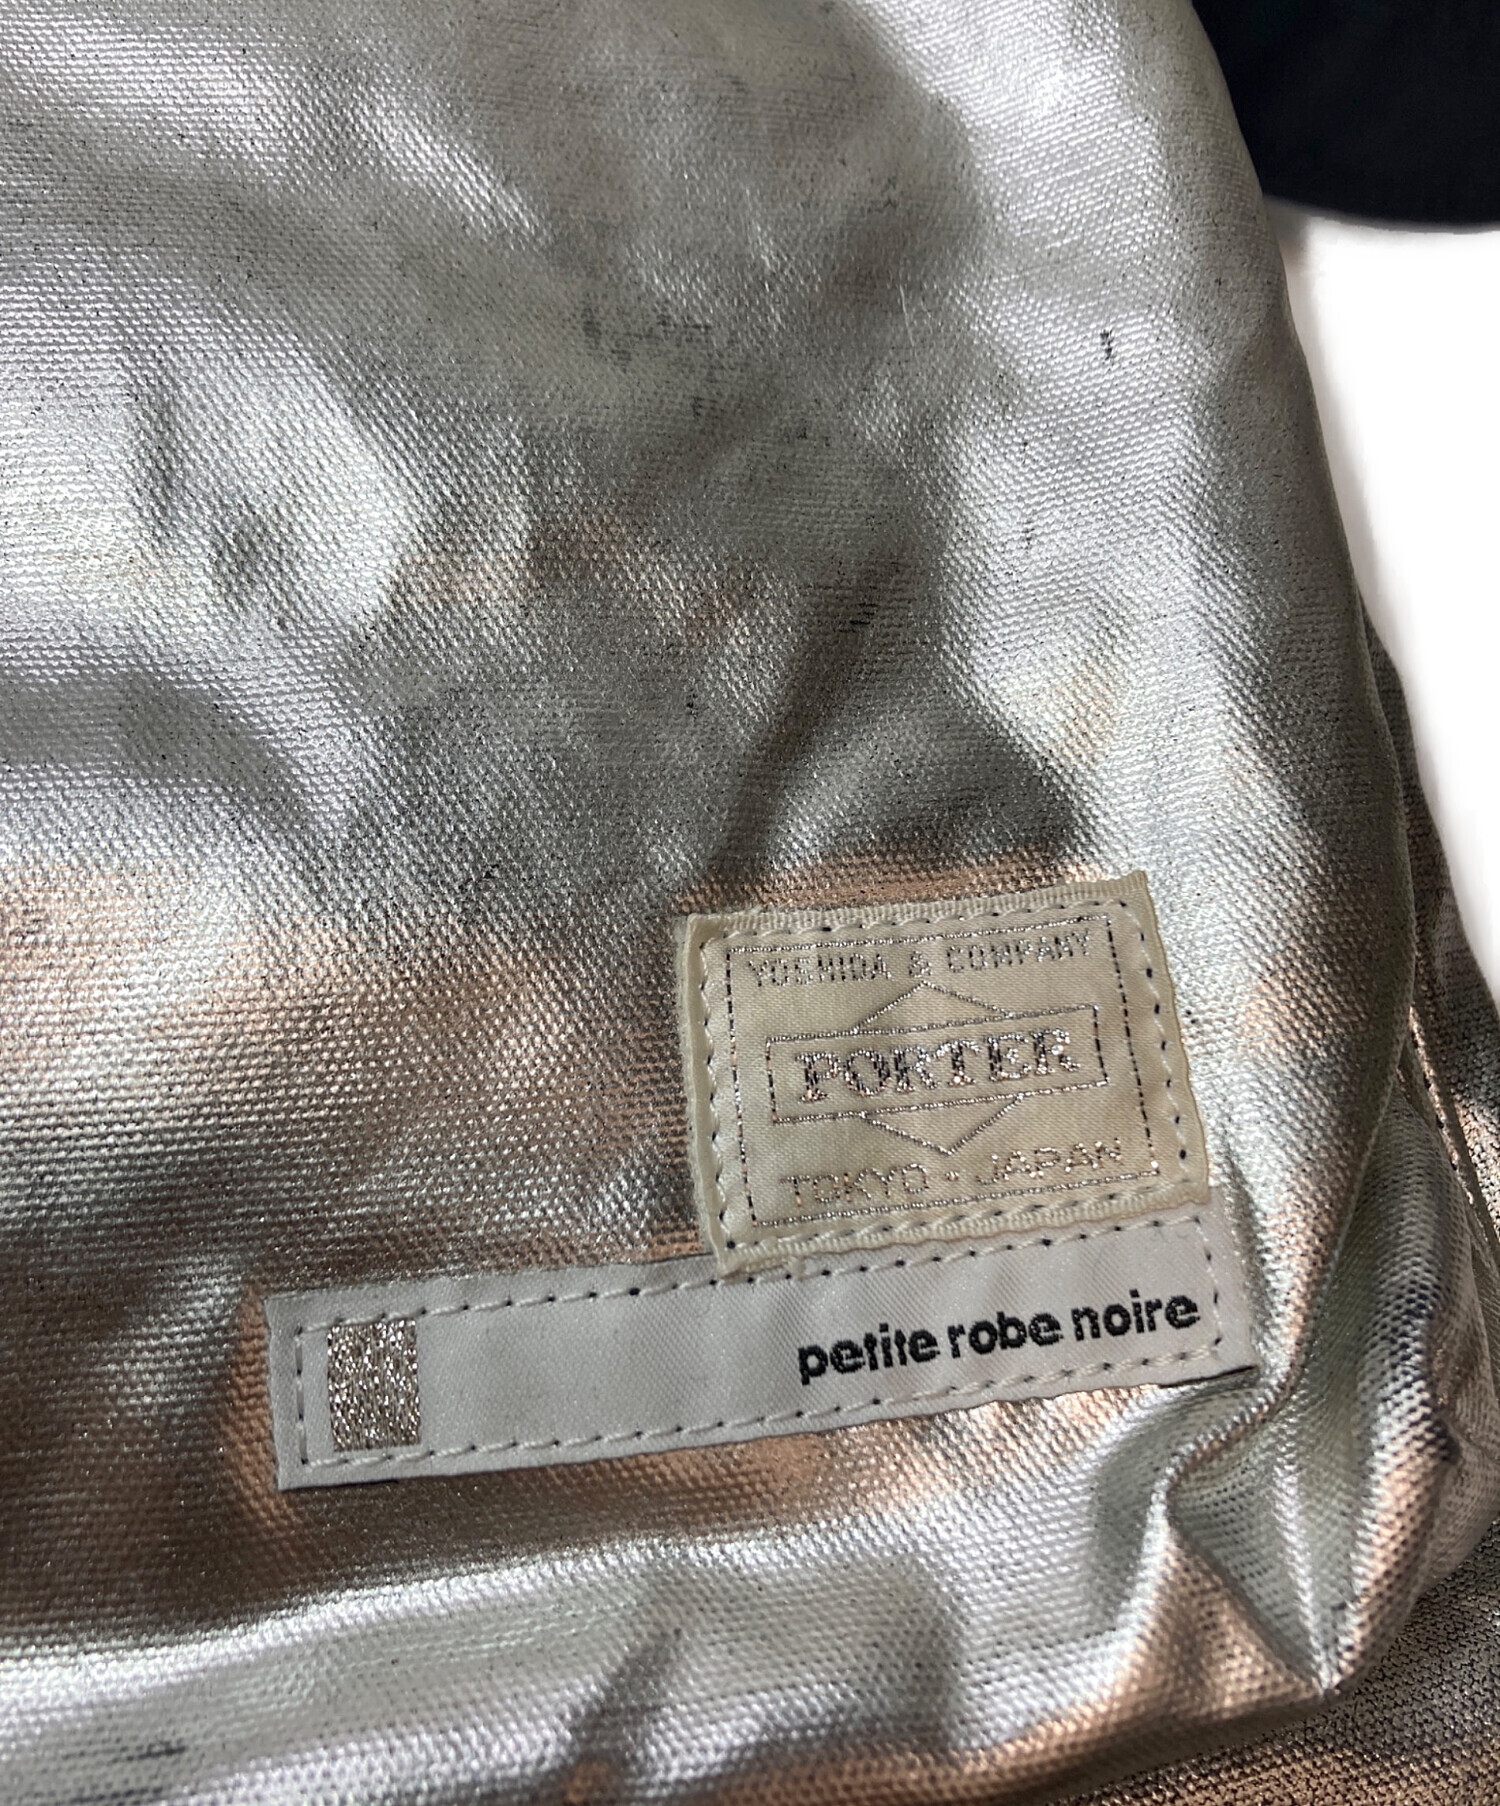 YOSHIDA & COMPANY
PORTER
TOKYO · JAPAN
petite robe noire